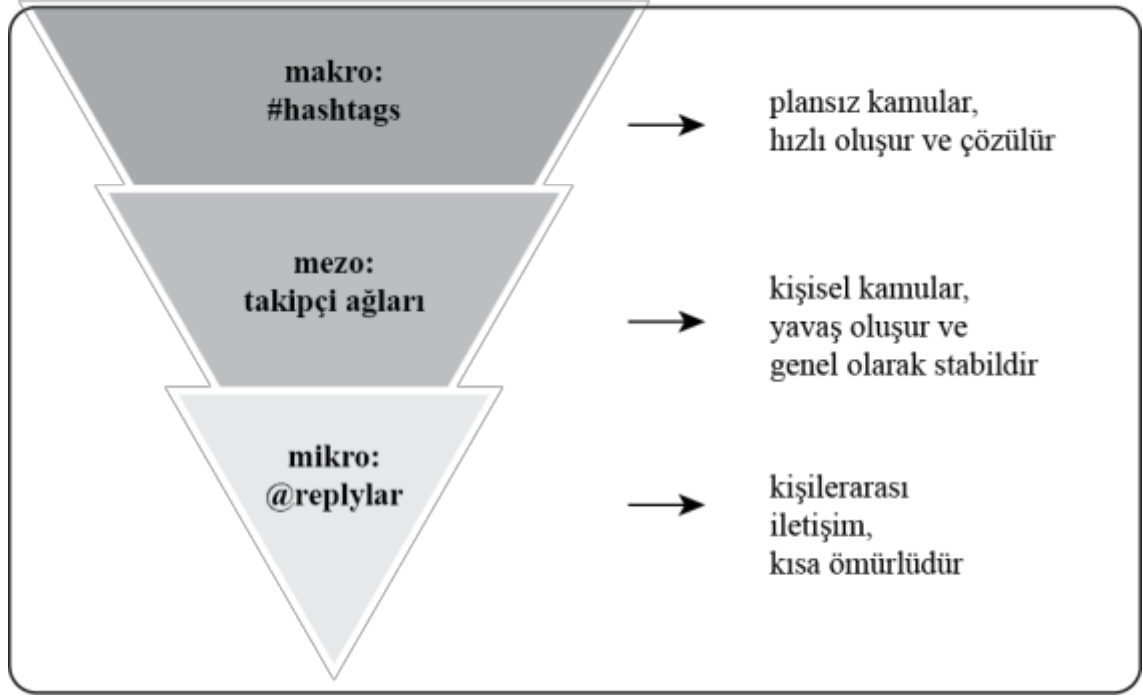 makro:
#hashtags
plansız kamular,
hızlı oluşur ve çözülür
mezo:
takipçi ağları
kişisel kamular,
yavaş oluşur ve
genel olarak stabildir
mikro:
@replylar
kişilerarası
iletişim,
kısa ömürlüdür